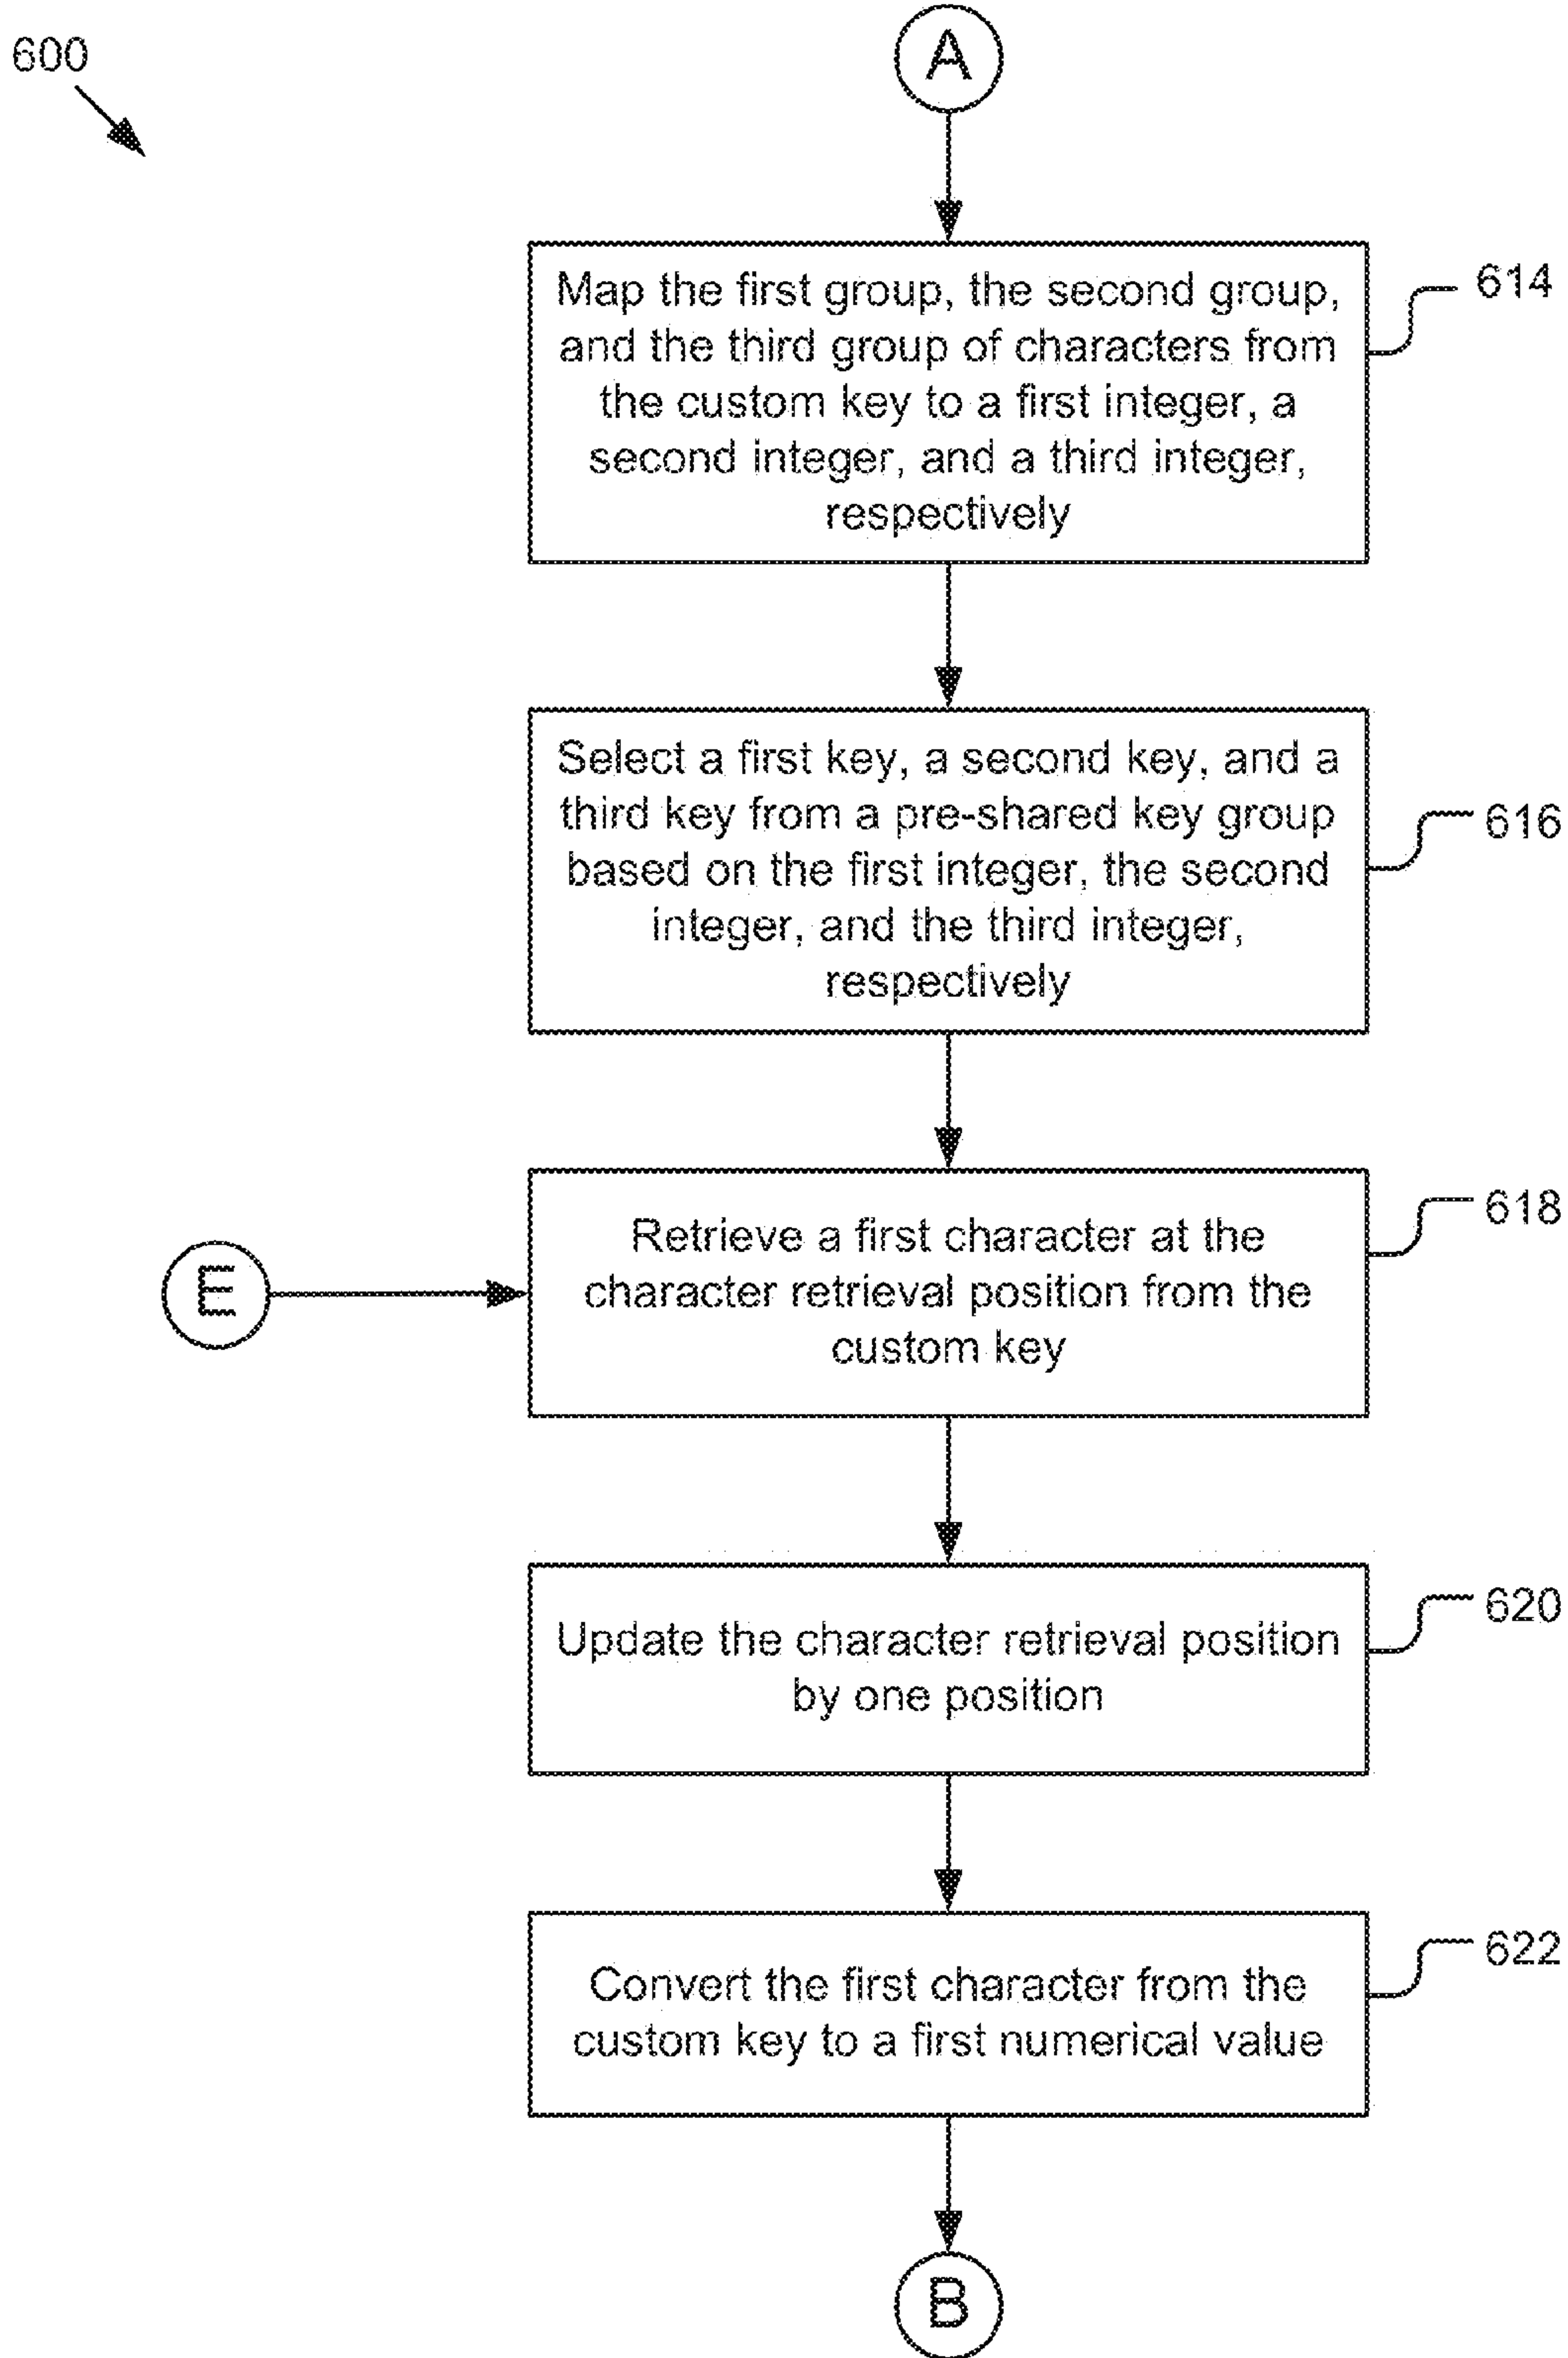 600
A
Map the first group, the second group,
and the third group of characters from
the custom key to a first integer, a
second integer, and a third integer,
respectively
614
Select a first key, a second key, and a
third key from a pre-shared key group
based on the first integer, the second
integer, and the third integer,
respectively
616
E
Retrieve a first character at the
character retrieval position from the
custom key
618
Update the character retrieval position
by one position
620
Convert the first character from the
custom key to a first numerical value
622
B